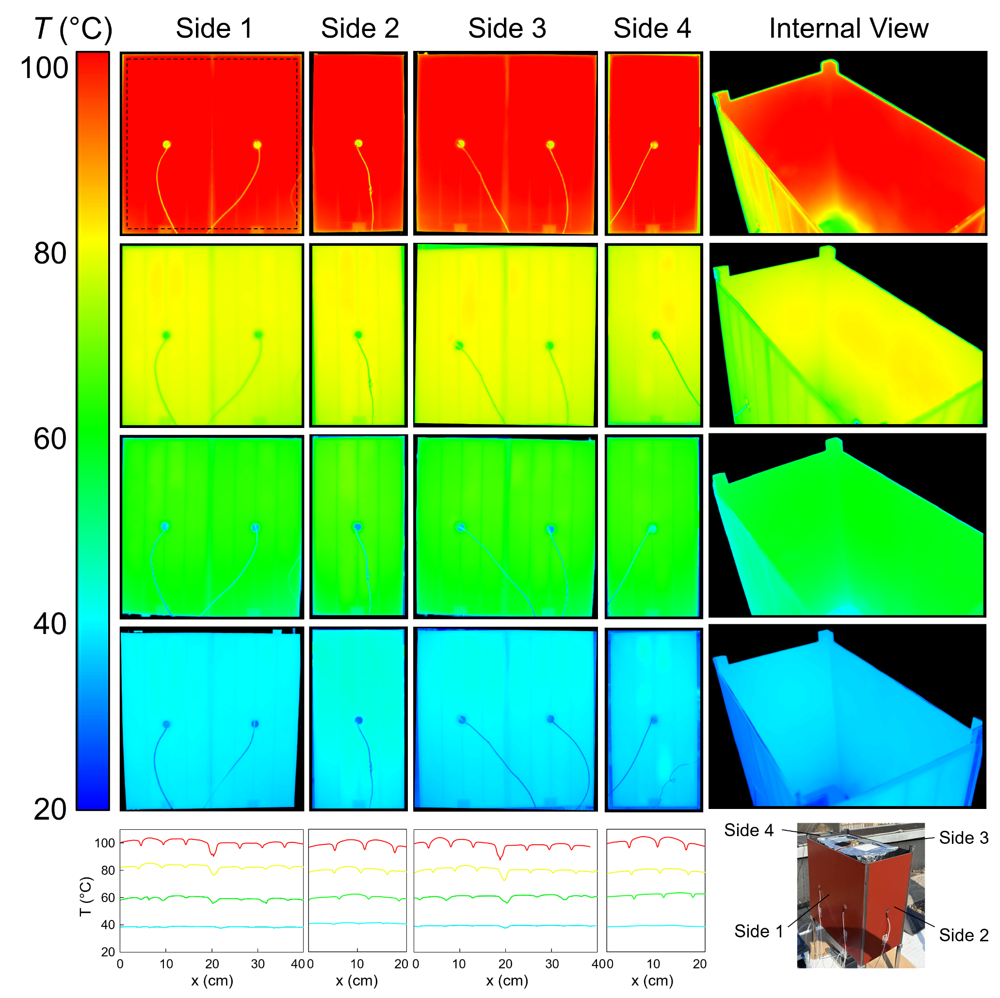 T (°C) Side 1 Side 2 Side 3 Side 4 Internal View
100
80
60
40
20
T (°C)
100
80
60
40
20
0 10 20 30 40 0 10 20 0 10 20 30 40 0 10 20
x (cm) x (cm) x (cm) x (cm)
Side 4
Side 3
Side 1
Side 2